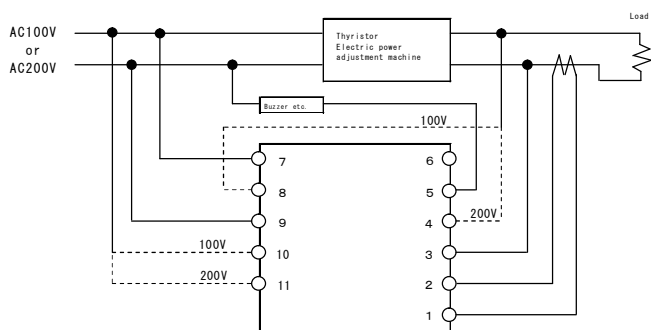 Load
AC100V
or
AC200V
Thyristor
Electric power
adjustment machine
Buzzer etc.
100V
7
6
8
5
200V
9
4
100V
10
3
200V
11
2
1